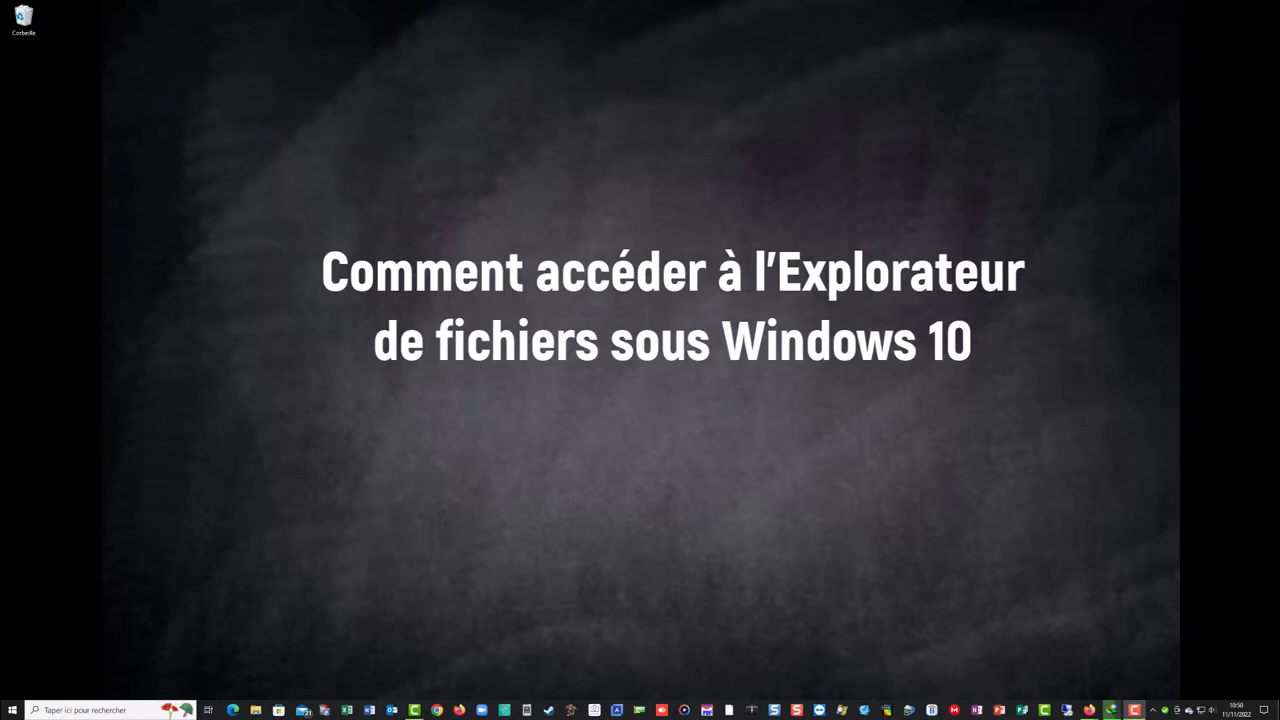 Corbeille
Comment accéder à l'Explorateur
de fichiers sous Windows 10
Taper ici pour rechercher
10:50
11/11/2022